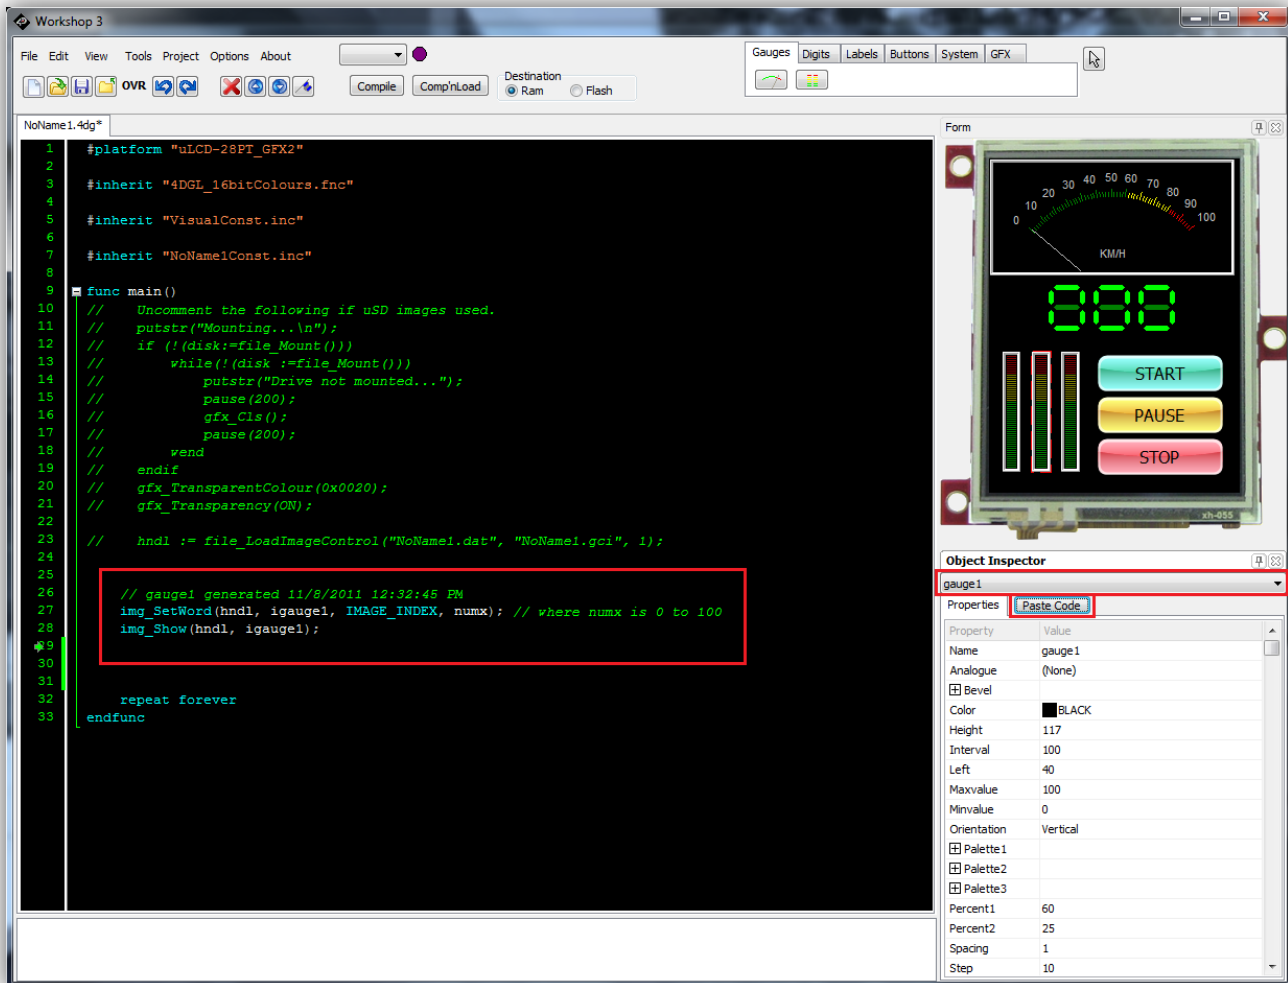 Workshop 3
File Edit View Tools Project Options About
OVR
Compile Comp'nLoad
Destination
Ram Flash
Gauges Digits Labels Buttons System GFX
NoName1.4dg*
1 #platform "uLCD-28PT_GFX2"
2
3 #inherit "4DGL_16bitColours.fnc"
4
5 #inherit "VisualConst.inc"
6
7 #inherit "NoName1Const.inc"
8
9 func main()
10 // Uncomment the following if uSD images used.
11 // putstr("Mounting...\n");
12 // if (!(disk:=file_Mount()))
13 // while(!(disk :=file_Mount()))
14 // putstr("Drive not mounted...");
15 // pause(200);
16 // gfx_Cls();
17 // pause(200);
18 // wend
19 // endif
20 // gfx_TransparentColour(0x0020);
21 // gfx_Transparency(ON);
22
23 // hndl := file_LoadImageControl("NoName1.dat", "NoName1.gci", 1);
24
25
26 // gauge1 generated 11/8/2011 12:32:45 PM
27 img_SetWord(hndl, igauge1, IMAGE_INDEX, numx); // where numx is 0 to 100
28 img_Show(hndl, igauge1);
29
30
31
32 repeat forever
33 endfunc
Form
0 10 20 30 40 50 60 70 80 90 100
KM/H
START
PAUSE
STOP
xh-055
Object Inspector
gauge1
Properties Paste Code
Property Value
Name gauge1
Analogue (None)
Bevel
Color BLACK
Height 117
Interval 100
Left 40
Maxvalue 100
Minvalue 0
Orientation Vertical
Palette1
Palette2
Palette3
Percent1 60
Percent2 25
Spacing 1
Step 10